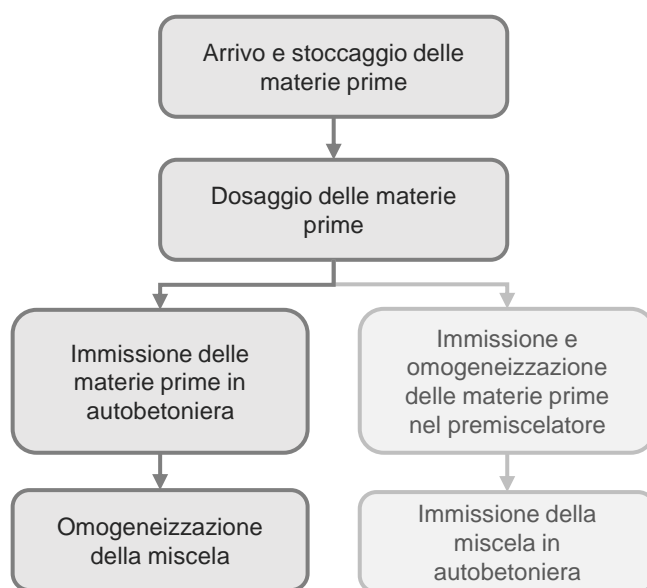 Arrivo e stoccaggio delle
materie prime
Dosaggio delle materie
prime
Immissione delle
materie prime in
autobetoniera
Immissione e
omogeneizzazione
delle materie prime
nel premiscelatore
Omogeneizzazione
della miscela
Immissione della
miscela in
autobetoniera